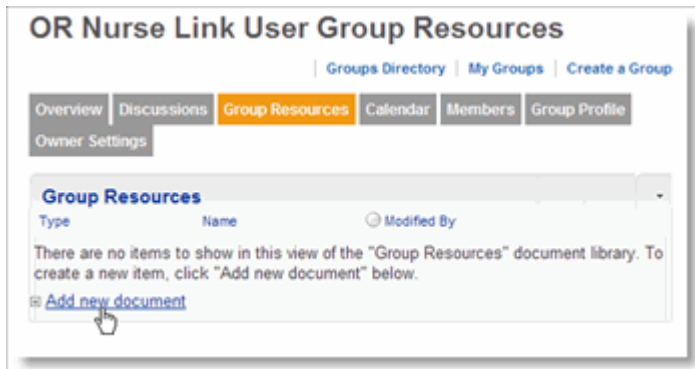 OR Nurse Link User Group Resources
Groups Directory | My Groups | Create a Group
Overview Discussions Group Resources Calendar Members Group Profile
Owner Settings
Group Resources
Type Name Modified By
There are no items to show in this view of the "Group Resources" document library. To
create a new item, click "Add new document" below.
Add new document